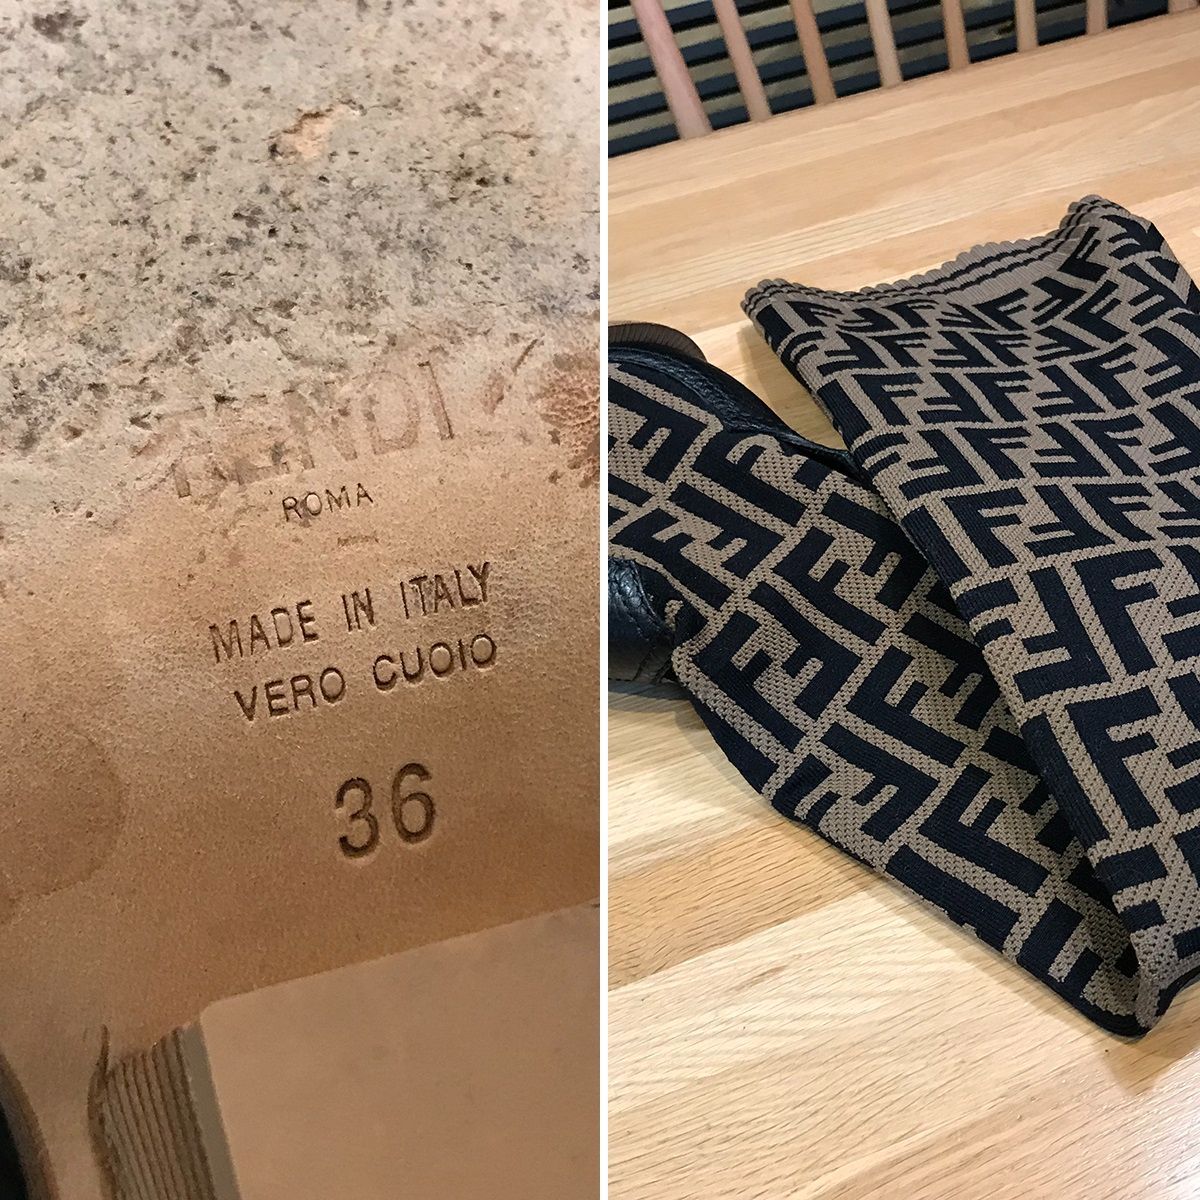 FENDI
ROMA
MADE IN ITALY
VERO CUOIO
36